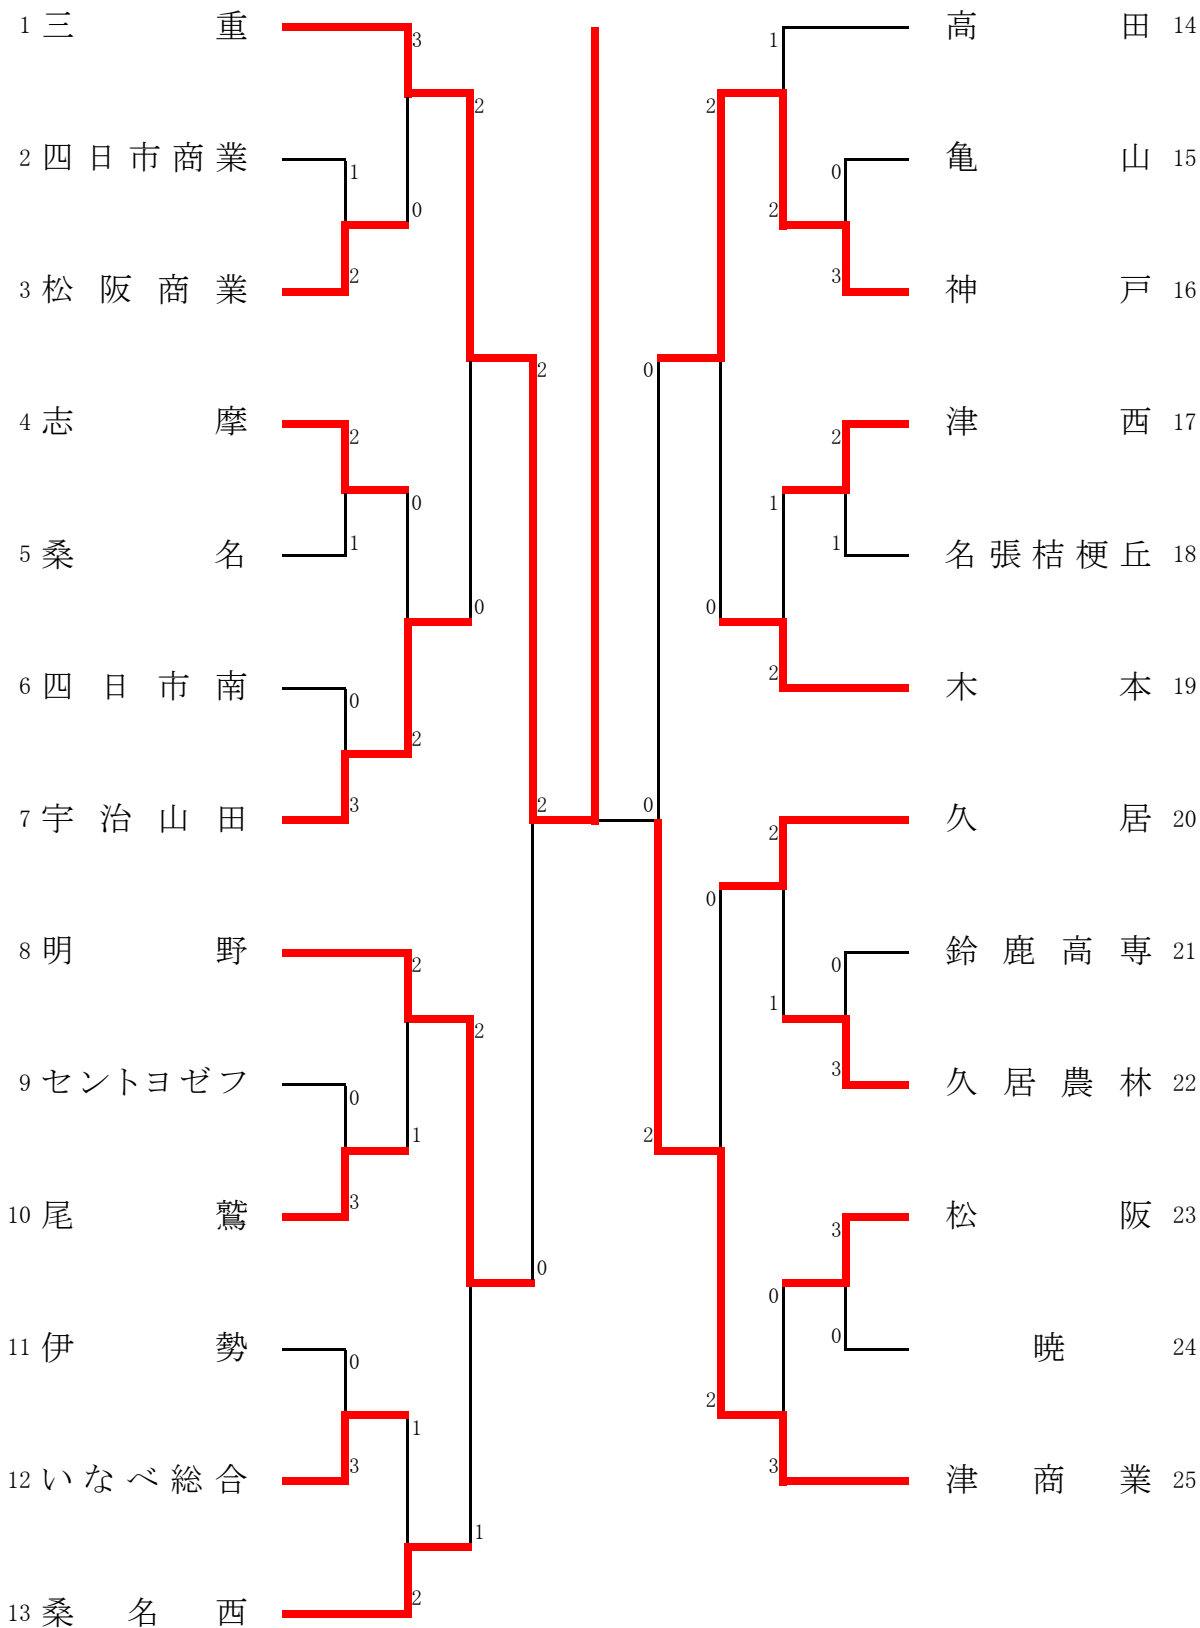 1 三重
3
2 四日市商業
1
0
3 松阪商業
2
2
4 志摩
2
0
5 桑名
1
0
6 四日市南
0
2
7 宇治山田
3
2
2
8 明野
2
2
9 セントヨゼフ
0
1
10 尾鷲
3
0
11 伊勢
0
1
12 いなべ総合
3
1
13 桑名西
2
高田 14
1
2
亀山 15
0
2
神戸 16
3
0
津西 17
2
1
名張桔梗丘 18
1
0
木本 19
2
0
久居 20
2
0
鈴鹿高専 21
0
1
久居農林 22
3
2
松阪 23
3
0
暁 24
0
2
津商業 25
3